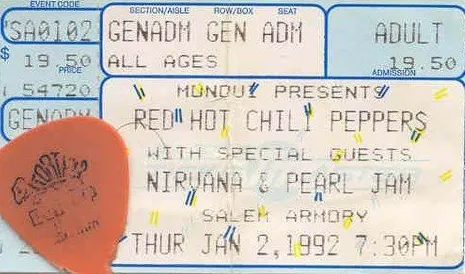 EVENT CODE SECTION/AISLE ROW/BOX SEAT
SA0102 GENADM GEN ADM ADULT
$ 19.50 ALL AGES 19.50
PRICE ADMISSION
54720 PRESENTS
GENADM RED HOT CHILI PEPPERS
WITH SPECIAL GUESTS
NIRVANA & PEARL JAM
SALEM ARMORY
THUR JAN 2,1992 7:30PM